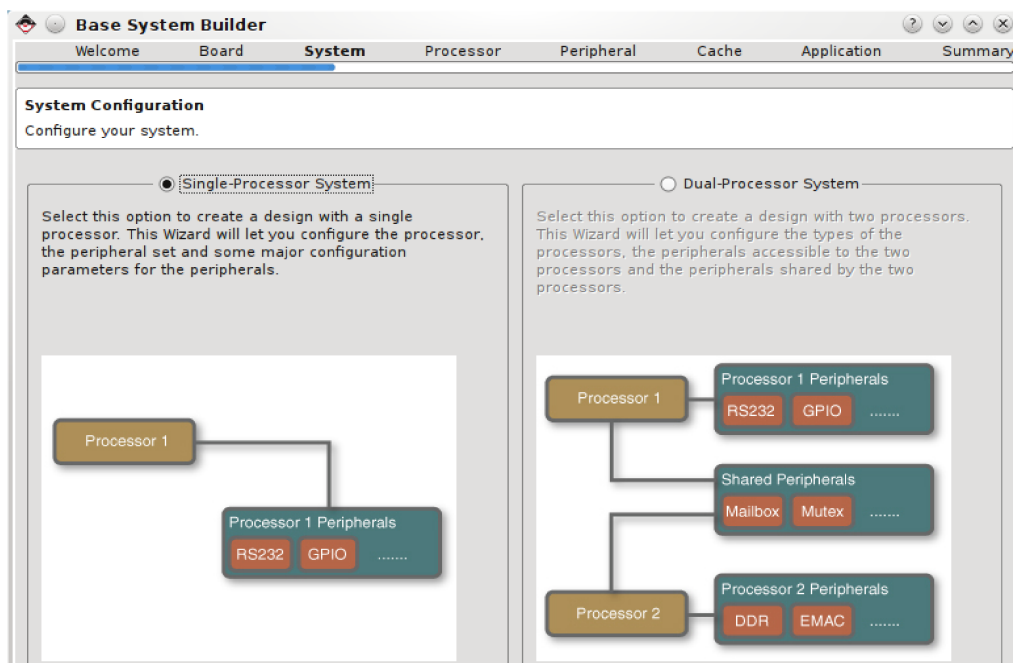 Base System Builder
Welcome Board System Processor Peripheral Cache Application Summary
System Configuration
Configure your system.
Single-Processor System
Select this option to create a design with a single
processor. This Wizard will let you configure the processor,
the peripheral set and some major configuration
parameters for the peripherals.
Processor 1
Processor 1 Peripherals
RS232 GPIO .......
Dual-Processor System
Select this option to create a design with two processors.
This Wizard will let you configure the types of the
processors, the peripherals accessible to the two
processors and the peripherals shared by the two
processors.
Processor 1
Processor 1 Peripherals
RS232 GPIO .......
Shared Peripherals
Mailbox Mutex .......
Processor 2
Processor 2 Peripherals
DDR EMAC .......